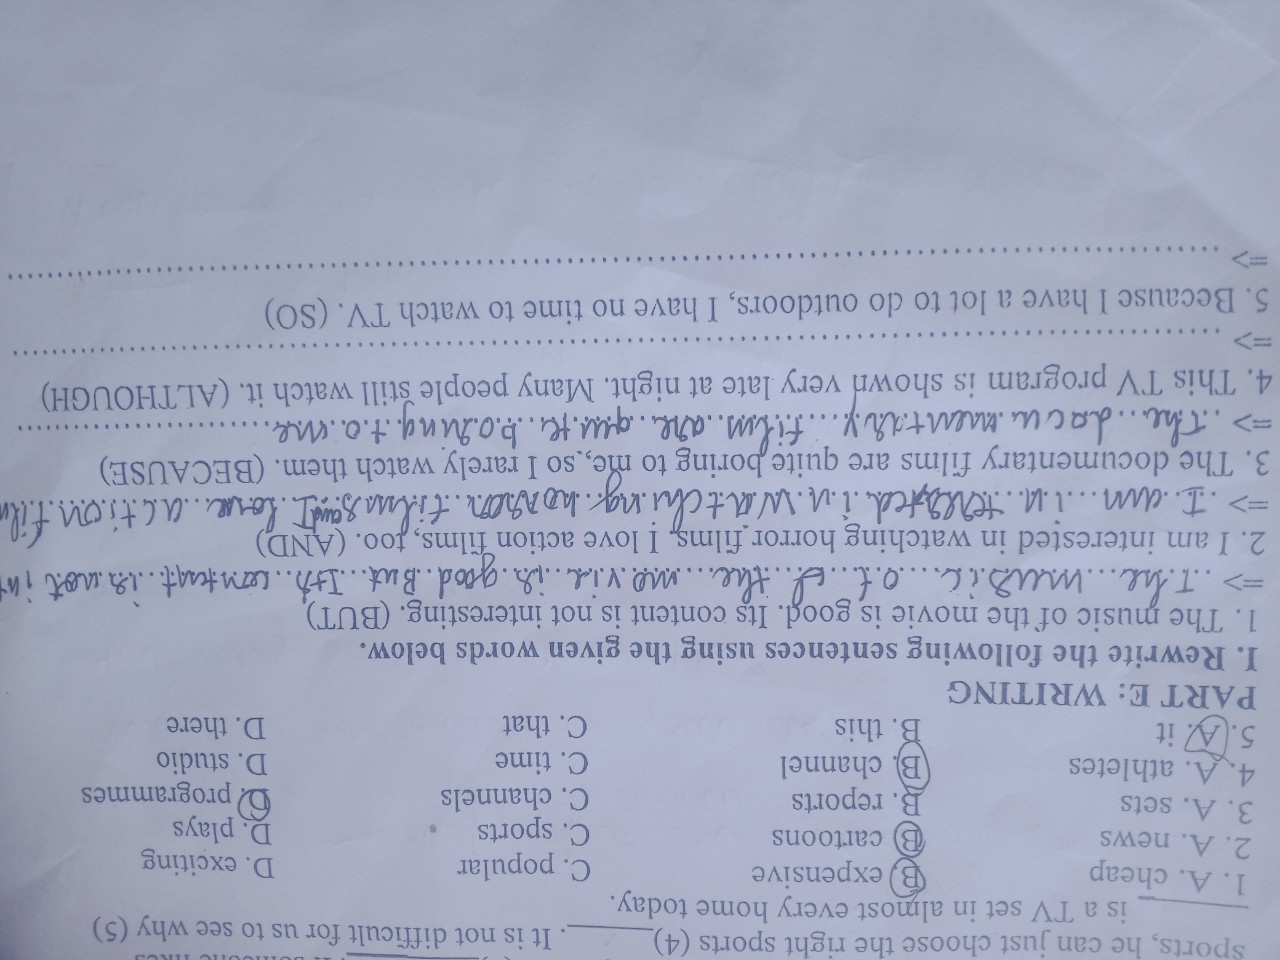 sports, he can just choose the right sports (4)________. It is not difficult for us to see why (5)
________ is a TV set in almost every home today.
1. A. cheap B. expensive C. popular D. exciting
2. A. news B. cartoons C. sports D. plays
3. A. sets B. reports C. channels D. programmes
4. A. athletes B. channel C. time D. studio
5. A. it B. this C. that D. there
PART E: WRITING
I. Rewrite the following sentences using the given words below.
1. The music of the movie is good. Its content is not interesting. (BUT)
=> The music of the movie is good But Its content is not
2. I am interested in watching horror films, I love action films, too. (AND)
=> I am interested in watching horror films and I love action film
3. The documentary films are quite boring to me, so I rarely watch them. (BECAUSE)
=> The documentary film are quite boring to me
4. This TV program is shown very late at night. Many people still watch it. (ALTHOUGH)
=>
5. Because I have a lot to do outdoors, I have no time to watch TV. (SO)
=>